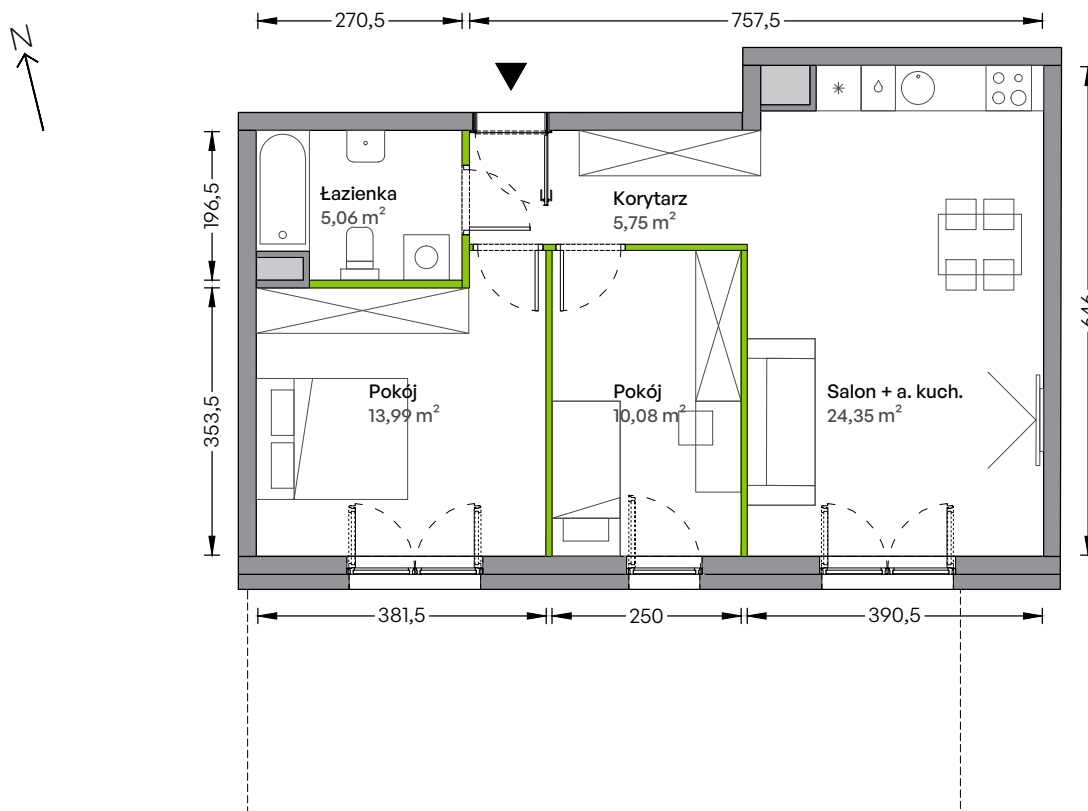 270,5
757,5
N
196,5
Łazienka
5,06 m²
Korytarz
5,75 m²
646
353,5
Pokój
13,99 m²
Pokój
10,08 m²
Salon + a. kuch.
24,35 m²
381,5
250
390,5